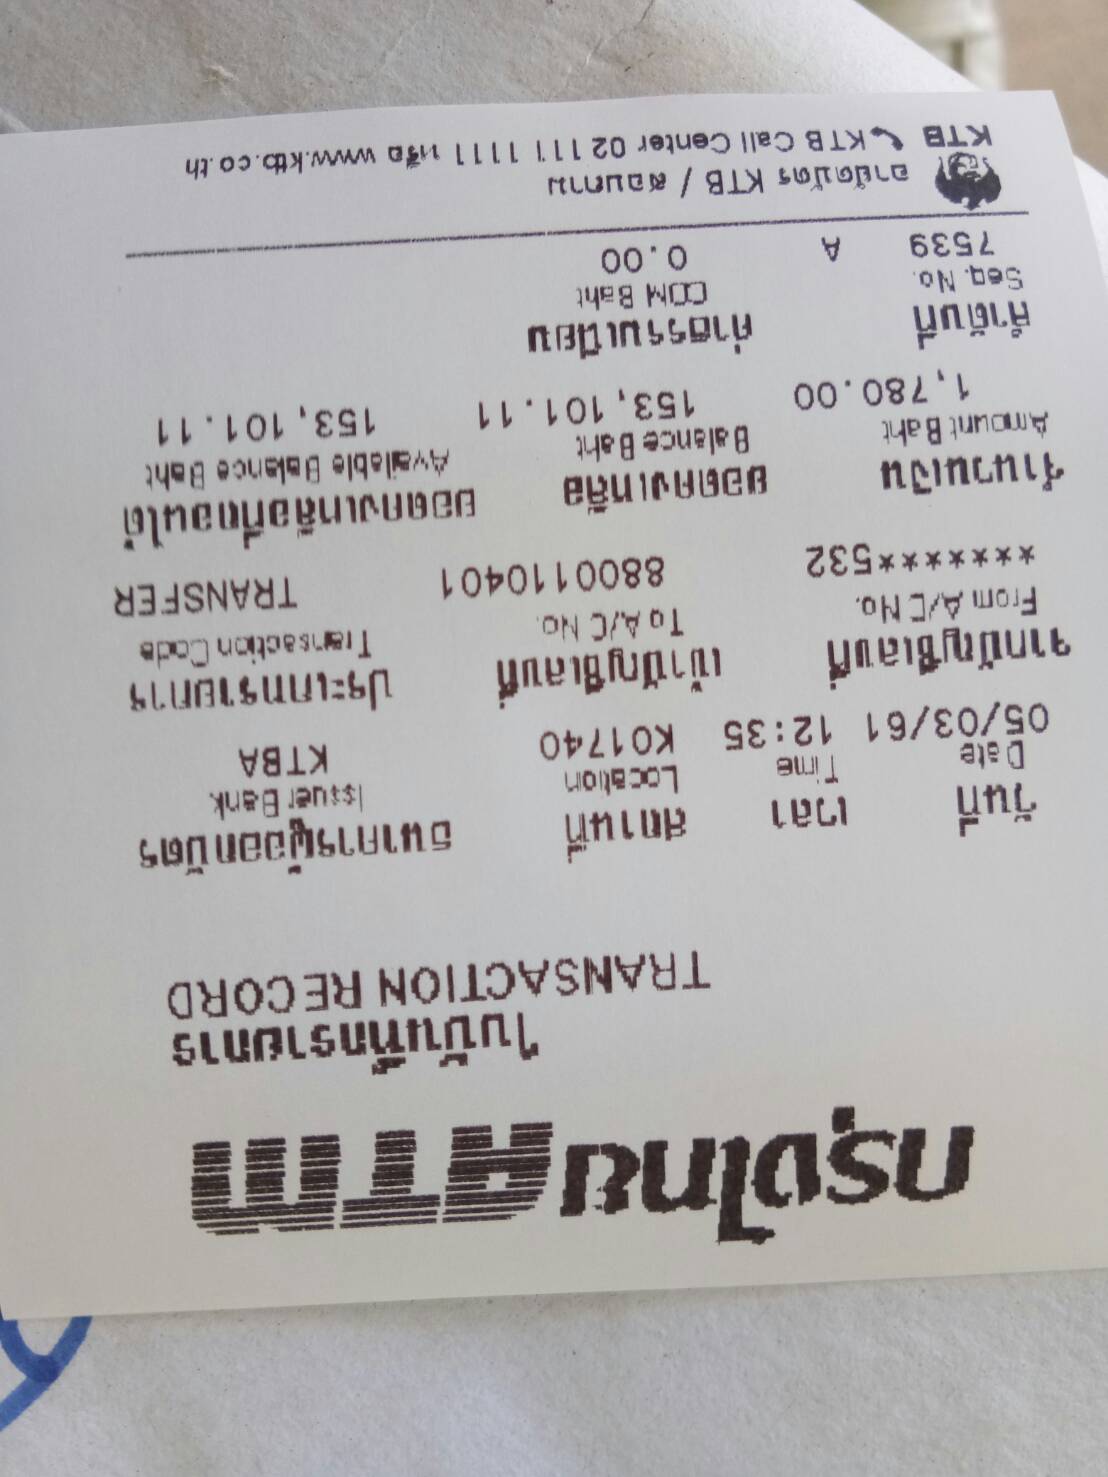 กรุงไทย ATM
ใบบันทึกรายการ
TRANSACTION RECORD
วันที่ เวลา สถานที่ ธนาคารผู้ออกบัตร
Date Time Location Issuer Bank
05/03/61 12:35 K01740 KTBA
จากบัญชีเลขที่ เข้าบัญชีเลขที่ ประเภทรายการ
From A/C No. To A/C No. Transaction Code
*******532 8800110401 TRANSFER
จำนวนเงิน ยอดคงเหลือ ยอดคงเหลือที่ถอนได้
Amount Baht Balance Baht Available Balance Baht
1,780.00 153,101.11 153,101.11
ลำดับที่ ค่าธรรมเนียม
Seq. No. COM Baht
7539 A 0.00
อายัดบัตร KTB / สอบถาม
KTB KTB Call Center 02 111 1111 หรือ www.ktb.co.th